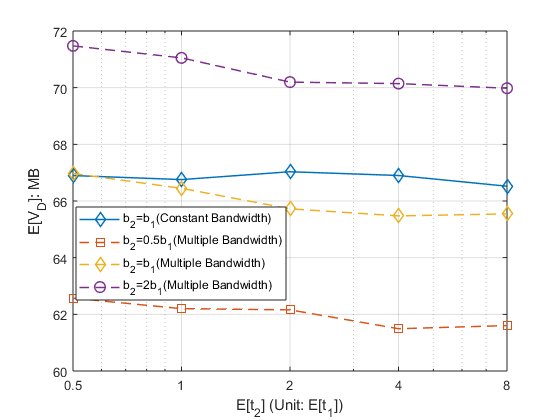 72
70
68
66
64
62
60
E[V_D]: MB
b_2=b_1(Constant Bandwidth)
b_2=0.5b_1(Multiple Bandwidth)
b_2=b_1(Multiple Bandwidth)
b_2=2b_1(Multiple Bandwidth)
0.5 1 2 4 8
E[t_2] (Unit: E[t_1])